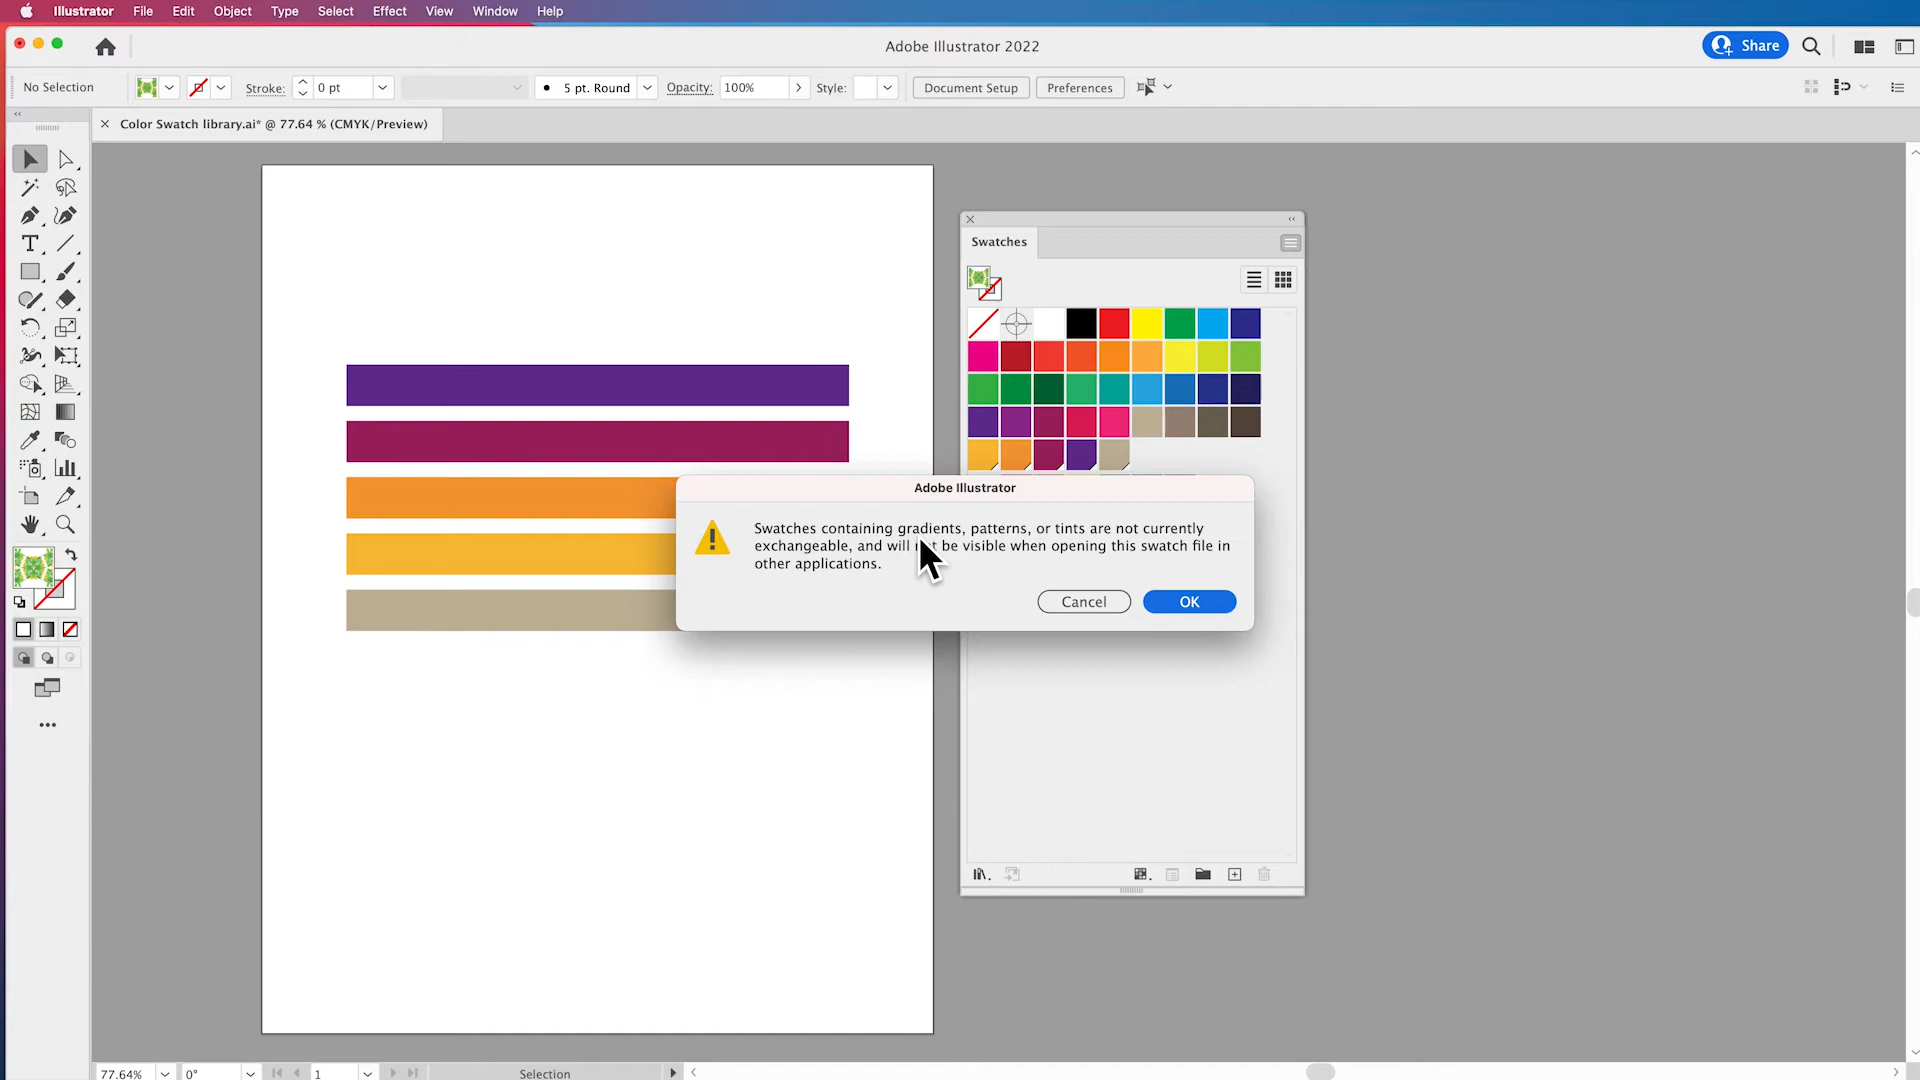 Illustrator File Edit Object Type Select Effect View Window Help
Adobe Illustrator 2022
Share
No Selection
Stroke:
0 pt
5 pt. Round
Opacity:
100%
Style:
Document Setup
Preferences
Color Swatch library.ai* @ 77.64 % (CMYK/Preview)
Swatches
Adobe Illustrator
Swatches containing gradients, patterns, or tints are not currently
exchangeable, and will not be visible when opening this swatch file in
other applications.
Cancel
OK
77.64%
0°
1
Selection